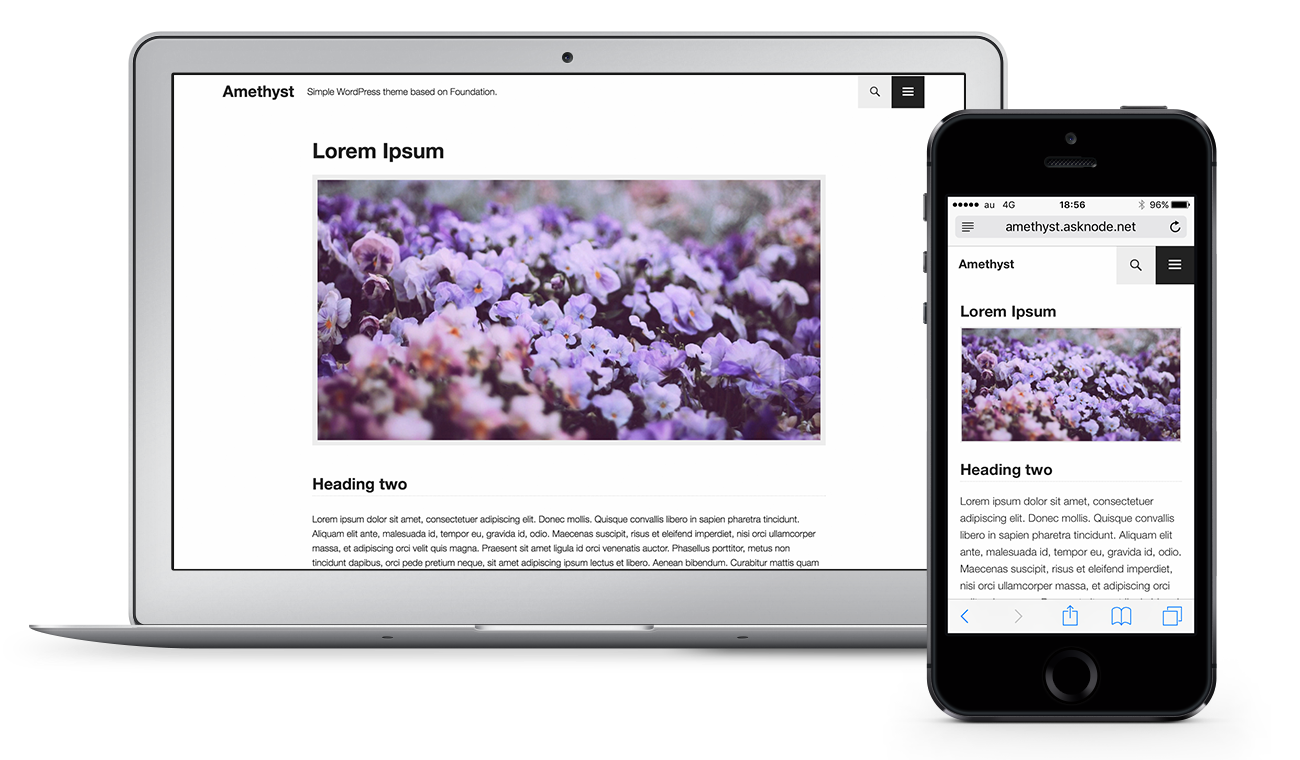 Amethyst Simple WordPress theme based on Foundation.
Lorem Ipsum
Heading two
Lorem ipsum dolor sit amet, consectetuer adipiscing elit. Donec mollis. Quisque convallis libero in sapien pharetra tincidunt.
Aliquam elit ante, malesuada id, tempor eu, gravida id, odio. Maecenas suscipit, risus et eleifend imperdiet, nisi orci ullamcorper
massa, et adipiscing orci velit quis magna. Praesent sit amet ligula id orci venenatis auctor. Phasellus porttitor, metus non
tincidunt dapibus, orci pede pretium neque, sit amet adipiscing ipsum lectus et libero. Aenean bibendum. Curabitur mattis quam
au 4G 18:56 96%
amethyst.asknode.net
Amethyst
Lorem Ipsum
Heading two
Lorem ipsum dolor sit amet, consectetuer
adipiscing elit. Donec mollis. Quisque convallis
libero in sapien pharetra tincidunt. Aliquam elit
ante, malesuada id, tempor eu, gravida id, odio.
Maecenas suscipit, risus et eleifend imperdiet,
nisi orci ullamcorper massa, et adipiscing orci